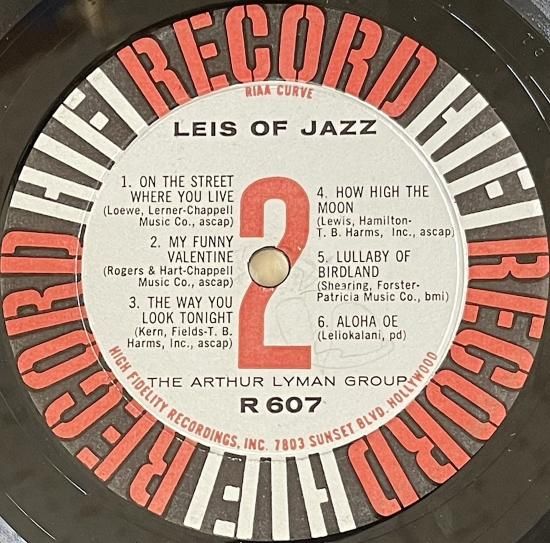 HIFI RECORD HIFI RECORD HIFI RECORD
RIAA CURVE
LEIS OF JAZZ
2
1. ON THE STREET
WHERE YOU LIVE
(Loewe, Lerner-Chappell
Music Co., ascap)
2. MY FUNNY
VALENTINE
(Rogers & Hart-Chappell
Music Co., ascap)
3. THE WAY YOU
LOOK TONIGHT
(Kern, Fields-T. B.
Harms, Inc., ascap)
4. HOW HIGH THE
MOON
(Lewis, Hamilton-
T. B. Harms, Inc., ascap)
5. LULLABY OF
BIRDLAND
(Shearing, Forster-
Patricia Music Co., bmi)
6. ALOHA OE
(Leliokalani, pd)
THE ARTHUR LYMAN GROUP
R 607
HIGH FIDELITY RECORDINGS, INC. 7803 SUNSET BLVD. HOLLYWOOD